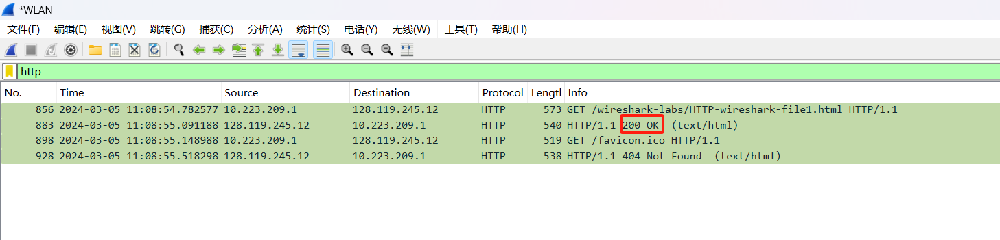 *WLAN
文件(F) 编辑(E) 视图(V) 跳转(G) 捕获(C) 分析(A) 统计(S) 电话(Y) 无线(W) 工具(T) 帮助(H)
http
No. Time Source Destination Protocol Length Info
856 2024-03-05 11:08:54.782577 10.223.209.1 128.119.245.12 HTTP 573 GET /wireshark-labs/HTTP-wireshark-file1.html HTTP/1.1
883 2024-03-05 11:08:55.091188 128.119.245.12 10.223.209.1 HTTP 540 HTTP/1.1 200 OK (text/html)
898 2024-03-05 11:08:55.148988 10.223.209.1 128.119.245.12 HTTP 519 GET /favicon.ico HTTP/1.1
928 2024-03-05 11:08:55.518298 128.119.245.12 10.223.209.1 HTTP 538 HTTP/1.1 404 Not Found (text/html)